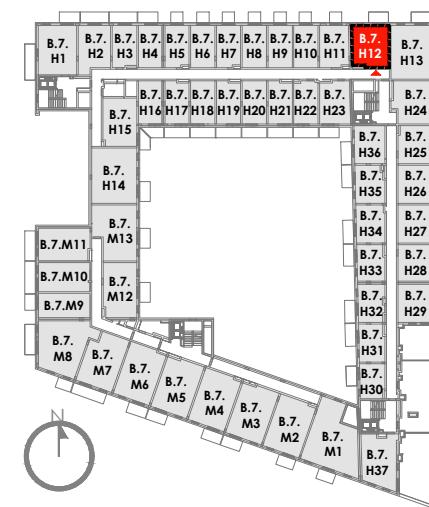 B.7.
H1
B.7.
H2
B.7.
H3
B.7.
H4
B.7.
H5
B.7.
H6
B.7.
H7
B.7.
H8
B.7.
H9
B.7.
H10
B.7.
H11
B.7.
H12
B.7.
H13
B.7.
H15
B.7.
H16
B.7.
H17
B.7.
H18
B.7.
H19
B.7.
H20
B.7.
H21
B.7.
H22
B.7.
H23
B.7.
H24
B.7.
H36
B.7.
H25
B.7.
H14
B.7.
H35
B.7.
H26
B.7.
M13
B.7.
H34
B.7.
H27
B.7.M11
B.7.
H33
B.7.
H28
B.7.M10
B.7.
M12
B.7.
H32
B.7.
H29
B.7.M9
B.7.
M8
B.7.
M7
B.7.
M6
B.7.
M5
B.7.
M4
B.7.
M3
B.7.
M2
B.7.
M1
B.7.
H31
B.7.
H30
B.7.
H37
N